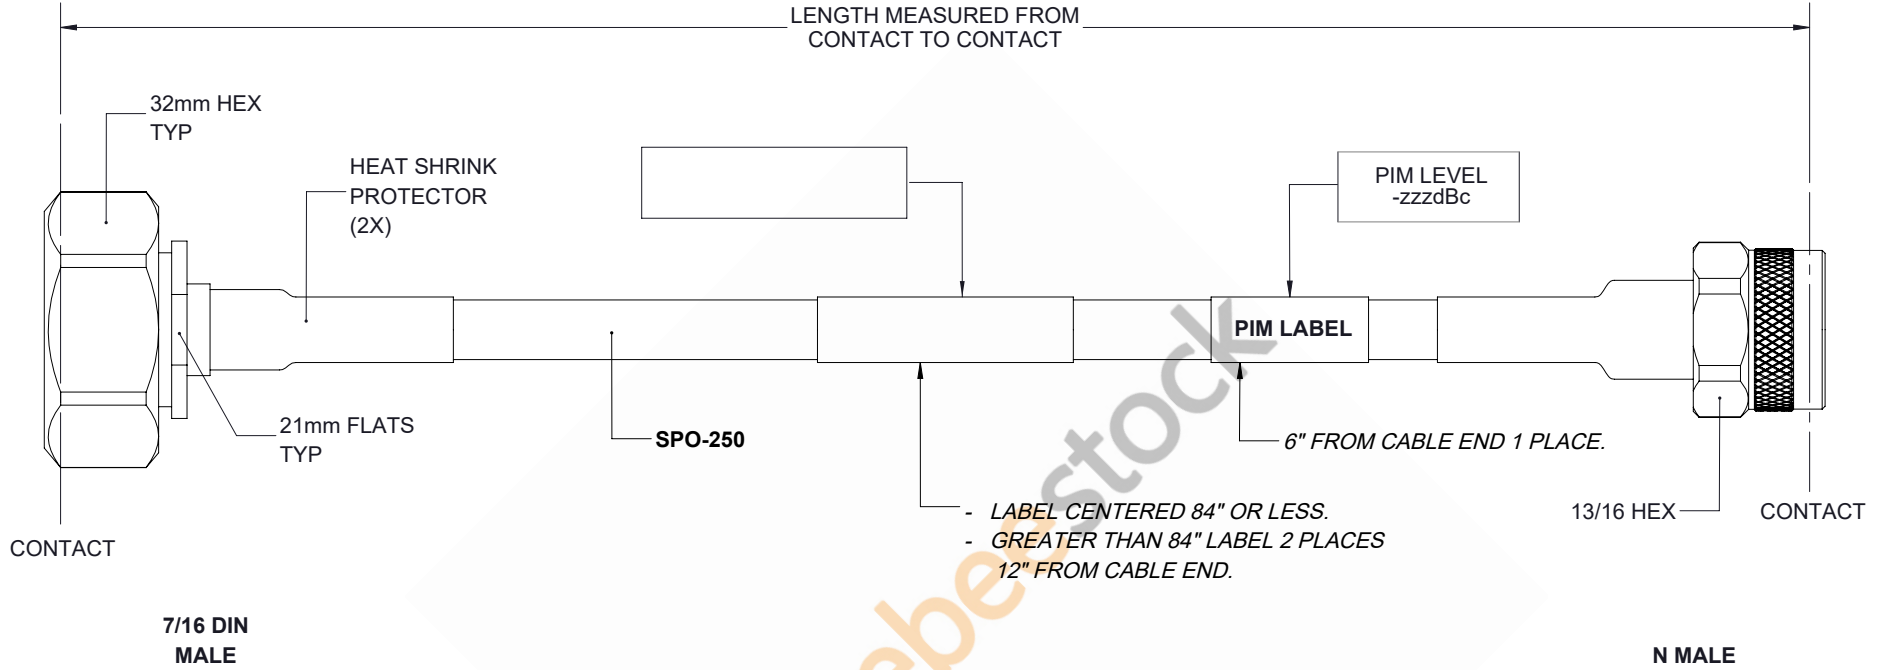 LENGTH MEASURED FROM
CONTACT TO CONTACT
32mm HEX
TYP
HEAT SHRINK
PROTECTOR
(2X)
PIM LEVEL
-zzzdBc
PIM LABEL
21mm FLATS
TYP
SPO-250
6" FROM CABLE END 1 PLACE.
- LABEL CENTERED 84" OR LESS.
- GREATER THAN 84" LABEL 2 PLACES
12" FROM CABLE END.
13/16 HEX
CONTACT
CONTACT
7/16 DIN
MALE
N MALE
ebeestock